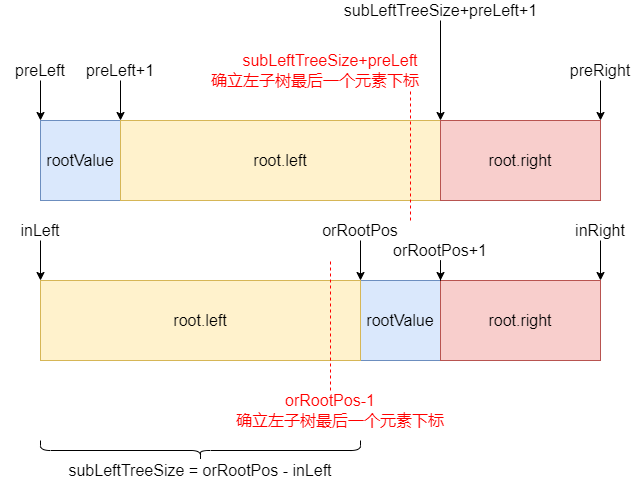 subLeftTreeSize+preLeft+1
preLeft
preLeft+1
subLeftTreeSize+preLeft
确立左子树最后一个元素下标
preRight
rootValue
root.left
root.right
inLeft
orRootPos
orRootPos+1
inRight
root.left
rootValue
root.right
orRootPos-1
确立左子树最后一个元素下标
subLeftTreeSize = orRootPos - inLeft